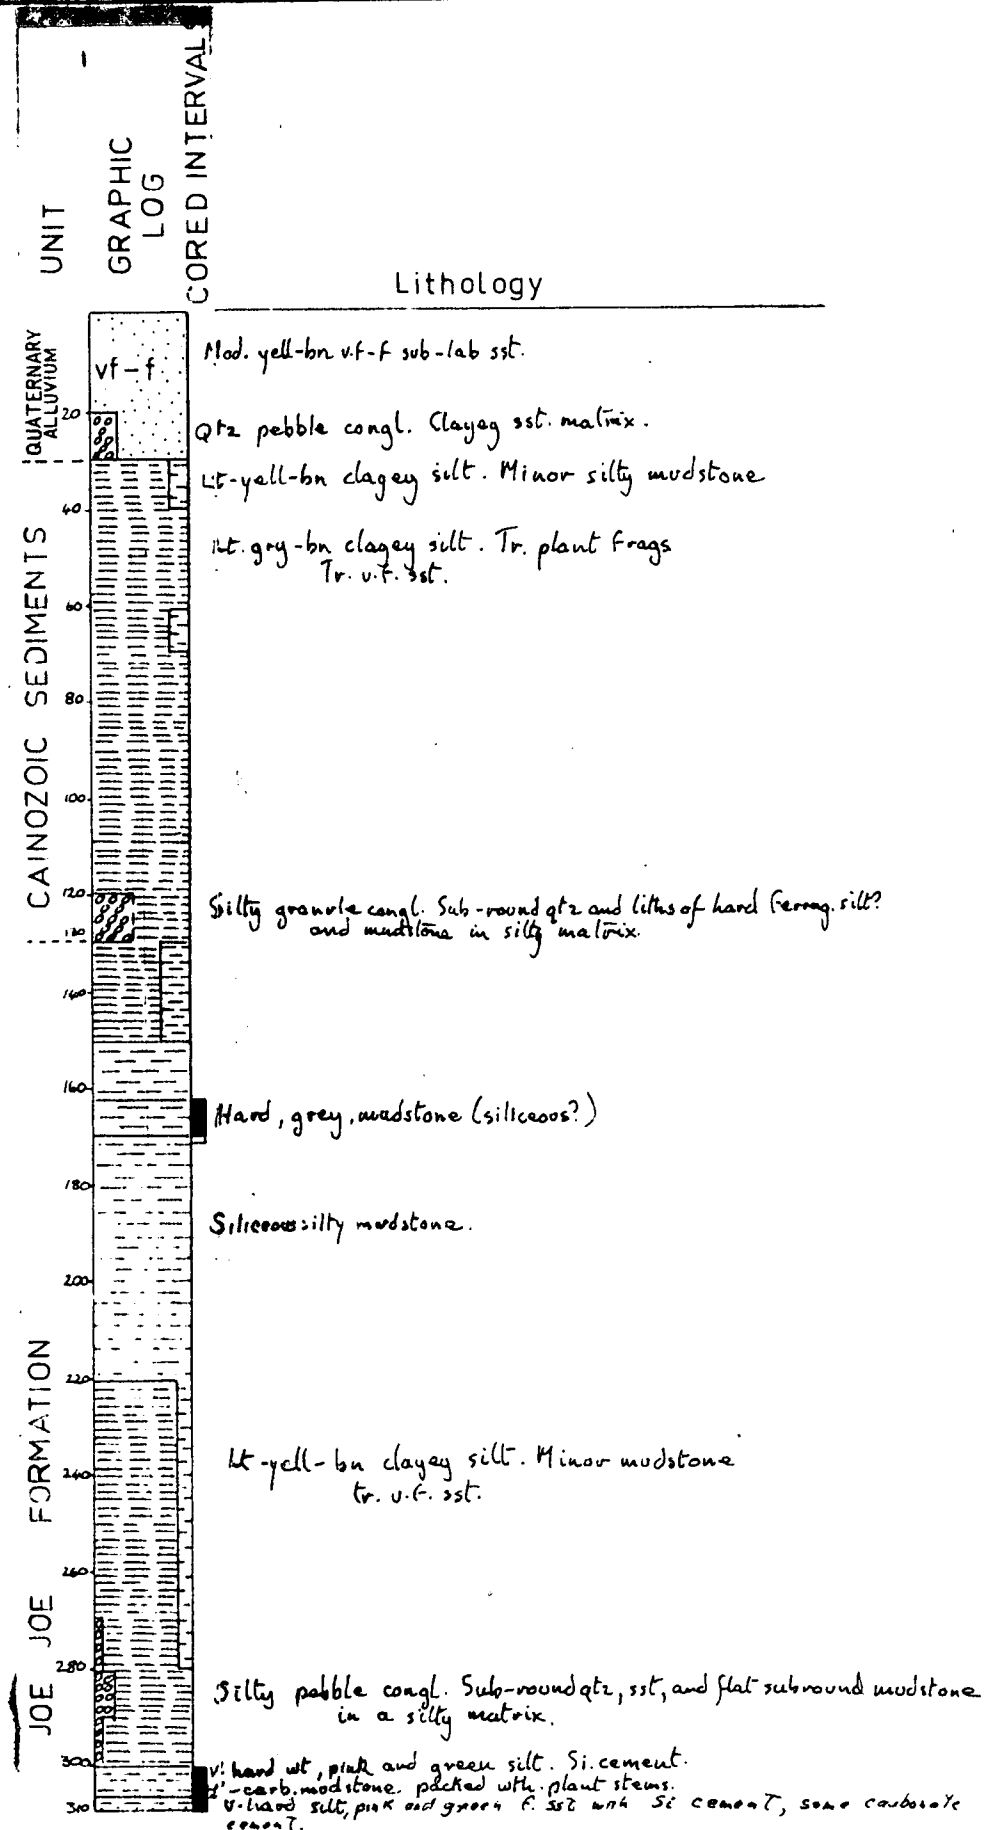 UNIT
GRAPHIC
LOG
CORED INTERVALS
Lithology
QUATERNARY
ALLUVIUM
vf - f
Mod. yell-bn v.f-f sub-lab sst.
20
Qtz pebble congl. Clayey sst. matrix.
CAINOZOIC SEDIMENTS
Lt-yell-bn clayey silt. Minor silty mudstone
40
Lt. gry-bn clayey silt. Tr. plant frags
Tr. v.f. sst.
60
80
100
120
Silty granule congl. Sub-round qtz and liths of hard ferrug. silt?
and mudstone in silty matrix.
130
140
160
Hard, grey, mudstone (siliceous?)
180
Siliceous silty mudstone.
200
JOE JOE FORMATION
220
Lt-yell-bn clayey silt. Minor mudstone
tr. v.f. sst.
240
260
280
Silty pebble congl. Sub-round qtz, sst, and flat subround mudstone
in a silty matrix.
300
V. hard wt, pink and green silt. Si. cement.
-carb. mudstone. packed wth. plant stems.
V. hard silt, pink and green f. sst with Si cement, some carbonate
cement.
310